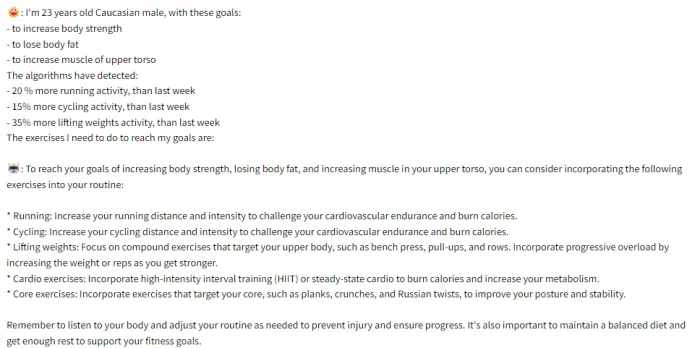 😃: I'm 23 years old Caucasian male, with these goals:
- to increase body strength
- to lose body fat
- to increase muscle of upper torso
The algorithms have detected:
- 20 % more running activity, than last week
- 15% more cycling activity, than last week
- 35% more lifting weights activity, than last week
The exercises I need to do to reach my goals are:
🤖: To reach your goals of increasing body strength, losing body fat, and increasing muscle in your upper torso, you can consider incorporating the following
exercises into your routine:
* Running: Increase your running distance and intensity to challenge your cardiovascular endurance and burn calories.
* Cycling: Increase your cycling distance and intensity to challenge your cardiovascular endurance and burn calories.
* Lifting weights: Focus on compound exercises that target your upper body, such as bench press, pull-ups, and rows. Incorporate progressive overload by
increasing the weight or reps as you get stronger.
* Cardio exercises: Incorporate high-intensity interval training (HIIT) or steady-state cardio to burn calories and increase your metabolism.
* Core exercises: Incorporate exercises that target your core, such as planks, crunches, and Russian twists, to improve your posture and stability.
Remember to listen to your body and adjust your routine as needed to prevent injury and ensure progress. It's also important to maintain a balanced diet and
get enough rest to support your fitness goals.